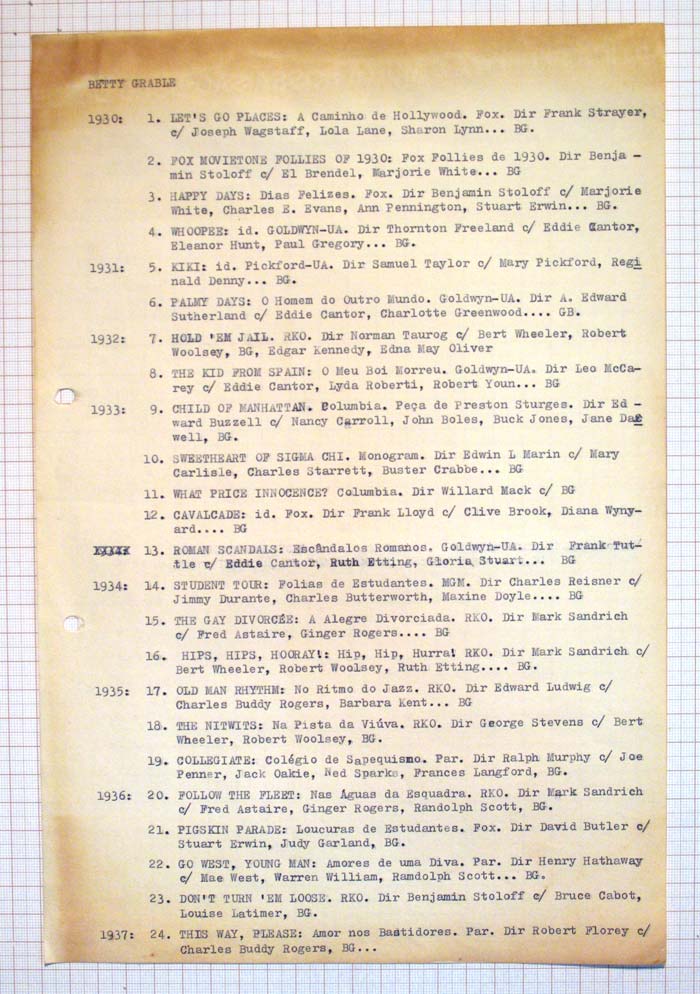 BETTY GRABLE
1930: 1. LET'S GO PLACES: A Caminho de Hollywood. Fox. Dir Frank Strayer,
c/ Joseph Wagstaff, Lola Lane, Sharon Lynn... BG.
2. FOX MOVIETONE FOLLIES OF 1930: Fox Follies de 1930. Dir Benja -
min Stoloff c/ El Brendel, Marjorie White... BG
3. HAPPY DAYS: Dias Felizes. Fox. Dir Benjamin Stoloff c/ Marjorie
White, Charles E. Evans, Ann Pennington, Stuart Erwin... BG.
4. WHOOPEE: id. GOLDWYN-UA. Dir Thornton Freeland c/ Eddie Cantor,
Eleanor Hunt, Paul Gregory... BG.
1931: 5. KIKI: id. Pickford-UA. Dir Samuel Taylor c/ Mary Pickford, Regi
nald Denny... BG.
6. PALMY DAYS: O Homem do Outro Mundo. Goldwyn-UA. Dir A. Edward
Sutherland c/ Eddie Cantor, Charlotte Greenwood.... GB.
1932: 7. HOLD 'EM JAIL. RKO. Dir Norman Taurog c/ Bert Wheeler, Robert
Woolsey, BG, Edgar Kennedy, Edna May Oliver
8. THE KID FROM SPAIN: O Meu Boi Morreu. Goldwyn-UA. Dir Leo McCa-
rey c/ Eddie Cantor, Lyda Roberti, Robert Youn... BG
1933: 9. CHILD OF MANHATTAN. Columbia. Peça de Preston Sturges. Dir Ed -
ward Buzzell c/ Nancy Carroll, John Boles, Buck Jones, Jane Dar
well, BG.
10. SWEETHEART OF SIGMA CHI. Monogram. Dir Edwin L Marin c/ Mary
Carlisle, Charles Starrett, Buster Crabbe... BG
11. WHAT PRICE INNOCENCE? Columbia. Dir Willard Mack c/ BG
12. CAVALCADE: id. Fox. Dir Frank Lloyd c/ Clive Brook, Diana Wyny-
ard.... BG
13. ROMAN SCANDALS: Escândalos Romanos. Goldwyn-UA. Dir Frank Tut-
tle c/ Eddie Cantor, Ruth Etting, Gloria Stuart... BG
1934: 14. STUDENT TOUR: Folias de Estudantes. MGM. Dir Charles Reisner c/
Jimmy Durante, Charles Butterworth, Maxine Doyle.... BG
15. THE GAY DIVORCÉE: A Alegre Divorciada. RKO. Dir Mark Sandrich
c/ Fred Astaire, Ginger Rogers.... BG
16. HIPS, HIPS, HOORAY!: Hip, Hip, Hurra! RKO. Dir Mark Sandrich c/
Bert Wheeler, Robert Woolsey, Ruth Etting.... BG.
1935: 17. OLD MAN RHYTHM: No Ritmo do Jazz. RKO. Dir Edward Ludwig c/
Charles Buddy Rogers, Barbara Kent... BG
18. THE NITWITS: Na Pista da Viúva. RKO. Dir George Stevens c/ Bert
Wheeler, Robert Woolsey, BG.
19. COLLEGIATE: Colégio de Sapequismo. Par. Dir Ralph Murphy c/ Joe
Penner, Jack Oakie, Ned Sparks, Frances Langford, BG.
1936: 20. FOLLOW THE FLEET: Nas Águas da Esquadra. RKO. Dir Mark Sandrich
c/ Fred Astaire, Ginger Rogers, Randolph Scott, BG.
21. PIGSKIN PARADE: Loucuras de Estudantes. Fox. Dir David Butler c/
Stuart Erwin, Judy Garland, BG.
22. GO WEST, YOUNG MAN: Amores de uma Diva. Par. Dir Henry Hathaway
c/ Mae West, Warren William, Ramdolph Scott... BG.
23. DON'T TURN 'EM LOOSE. RKO. Dir Benjamin Stoloff c/ Bruce Cabot,
Louise Latimer, BG.
1937: 24. THIS WAY, PLEASE: Amor nos Bastidores. Par. Dir Robert Florey c/
Charles Buddy Rogers, BG...